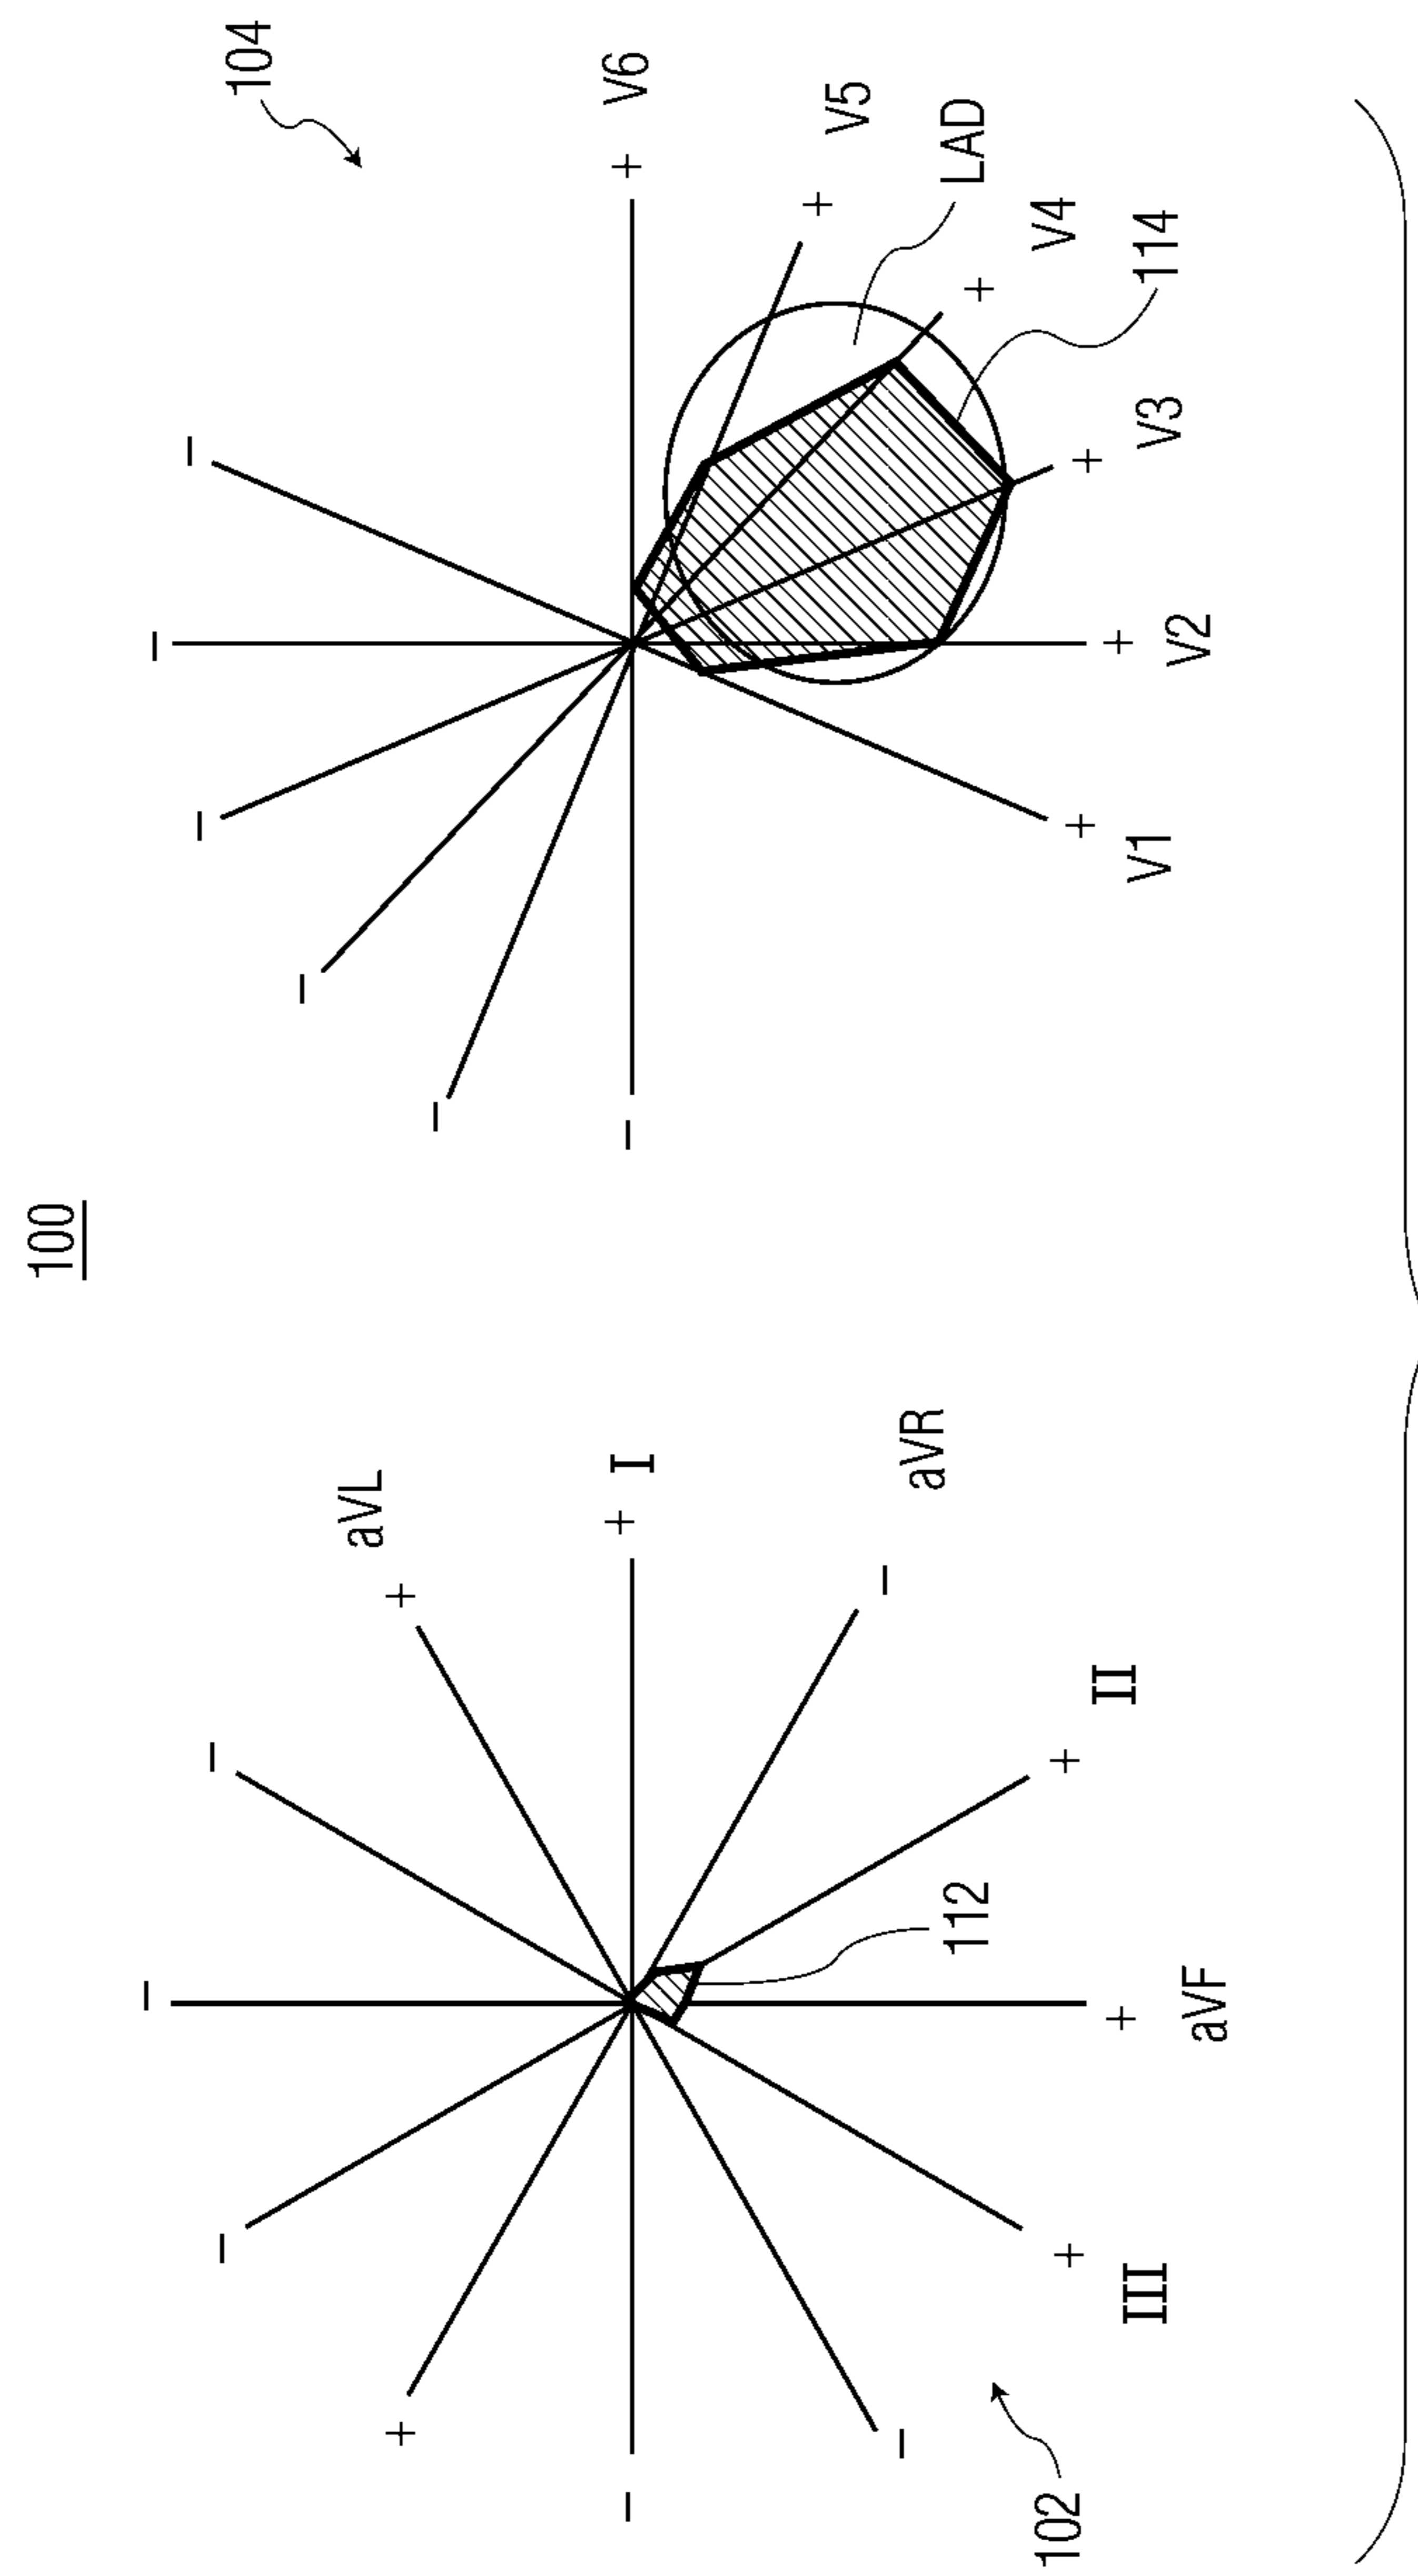 100
104
102
aVL
+
I
+
aVR
−
II
+
112
aVF
+
III
+
−
−
+
−
−
−
V6
+
V5
+
LAD
V4
+
114
V3
+
V2
+
V1
+
−
−
−
−
−
−